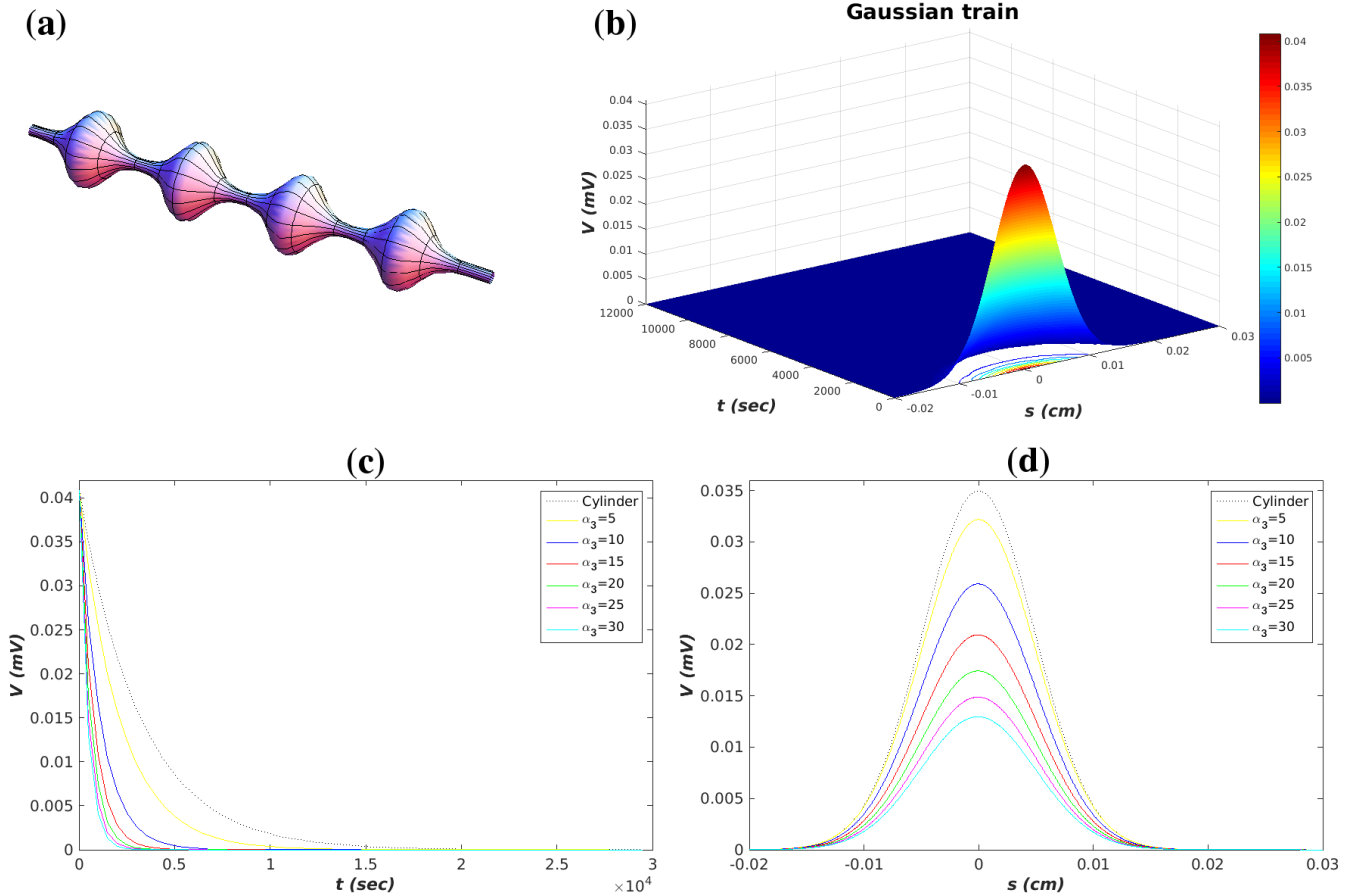 (a)
(b)
Gaussian train
0.04
0.035
0.03
0.025
0.02
0.015
0.01
0.005
0
V (mV)
12000
10000
8000
6000
4000
2000
0
t (sec)
-0.02
-0.01
0
0.01
0.02
0.03
s (cm)
0.04
0.035
0.03
0.025
0.02
0.015
0.01
0.005
(c)
0.04
0.035
0.03
0.025
0.02
0.015
0.01
0.005
0
V (mV)
0
0.5
1
1.5
2
2.5
3
×10⁴
t (sec)
Cylinder
α₃=5
α₃=10
α₃=15
α₃=20
α₃=25
α₃=30
(d)
0.035
0.03
0.025
0.02
0.015
0.01
0.005
0
V (mV)
-0.02
-0.01
0
0.01
0.02
0.03
s (cm)
Cylinder
α₃=5
α₃=10
α₃=15
α₃=20
α₃=25
α₃=30